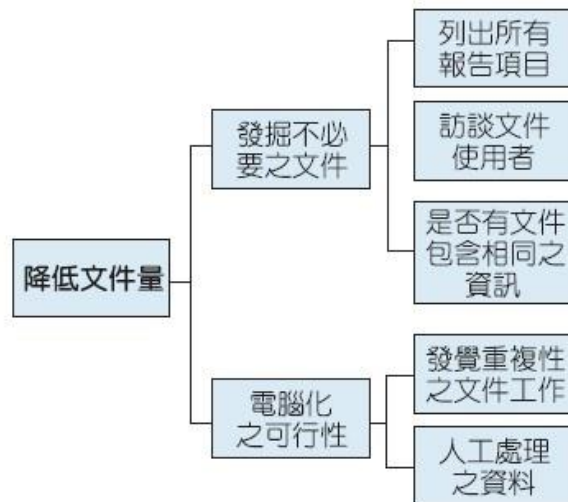 列出所有
報告項目
發掘不必
要之文件
訪談文件
使用者
是否有文件
包含相同之
資訊
降低文件量
發覺重複性
之文件工作
電腦化
之可行性
人工處理
之資料